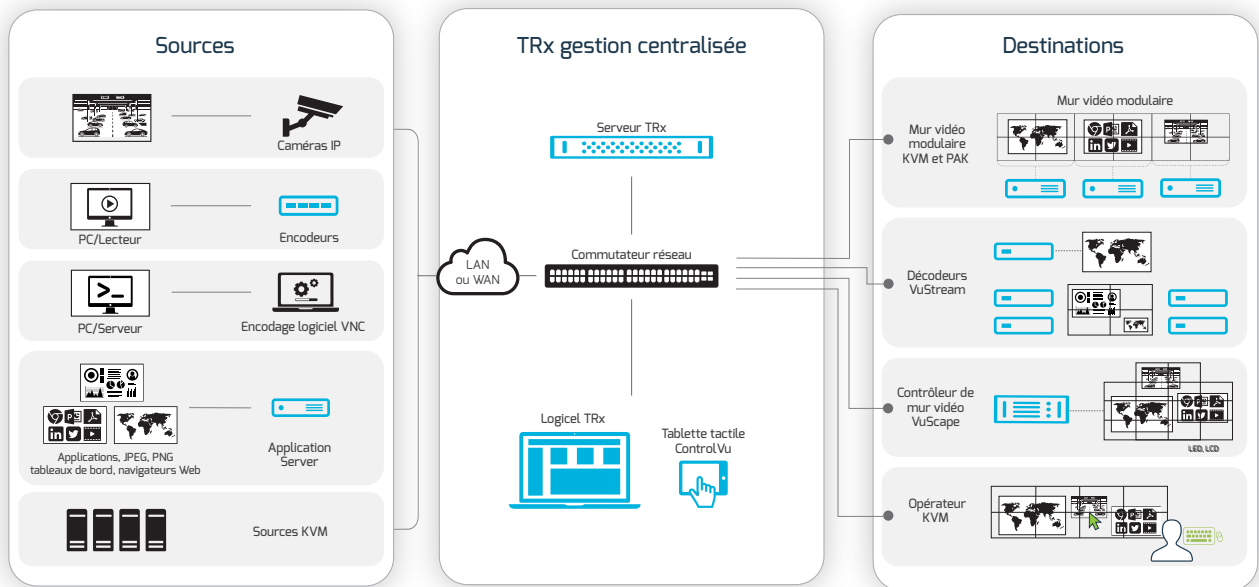 Sources
Caméras IP
PC/Lecteur
Encodeurs
PC/Serveur
Encodage logiciel VNC
Applications, JPEG, PNG
tableaux de bord, navigateurs Web
Application
Server
Sources KVM
TRx gestion centralisée
Serveur TRx
LAN
ou WAN
Commutateur réseau
Logiciel TRx
Tablette tactile
ControlVu
Destinations
Mur vidéo
modulaire
KVM et PAK
Mur vidéo modulaire
Décodeurs
VuStream
Contrôleur de
mur vidéo
VuScape
LED, LCD
Opérateur
KVM